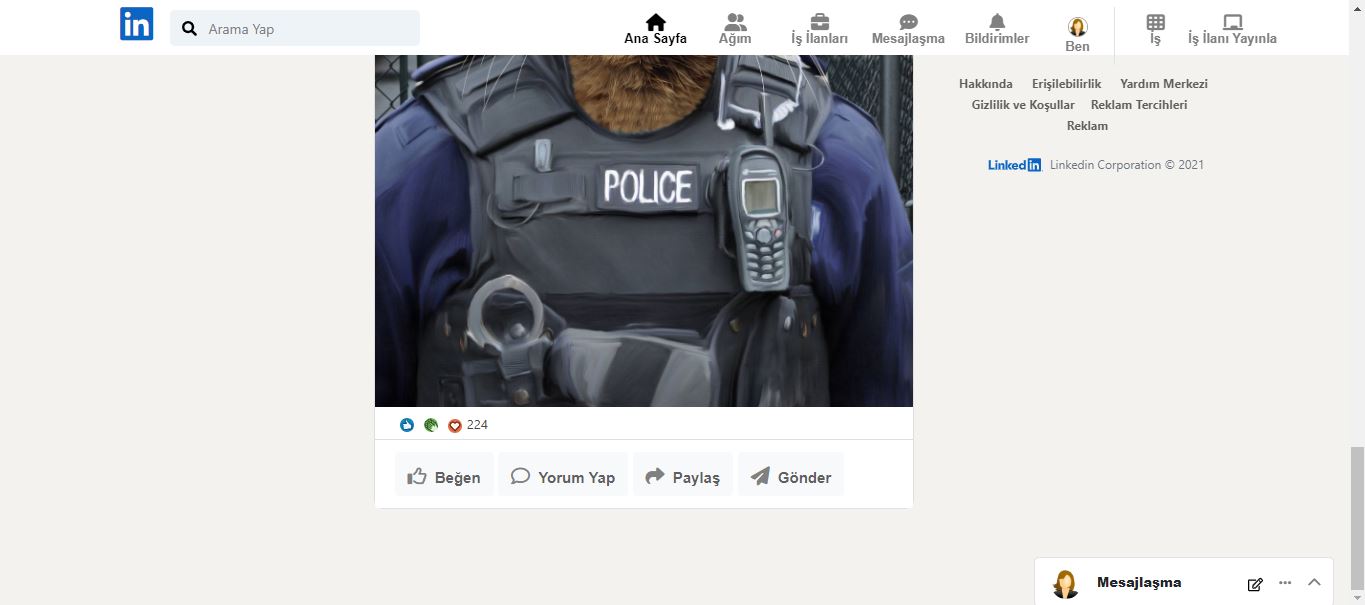 in
Arama Yap
Ana Sayfa
Ağım
İş İlanları
Mesajlaşma
Bildirimler
Ben
İş
İş İlanı Yayınla
Hakkında Erişilebilirlik Yardım Merkezi
Gizlilik ve Koşullar Reklam Tercihleri
Reklam
Linkedin Linkedin Corporation © 2021
POLICE
224
Beğen
Yorum Yap
Paylaş
Gönder
Mesajlaşma